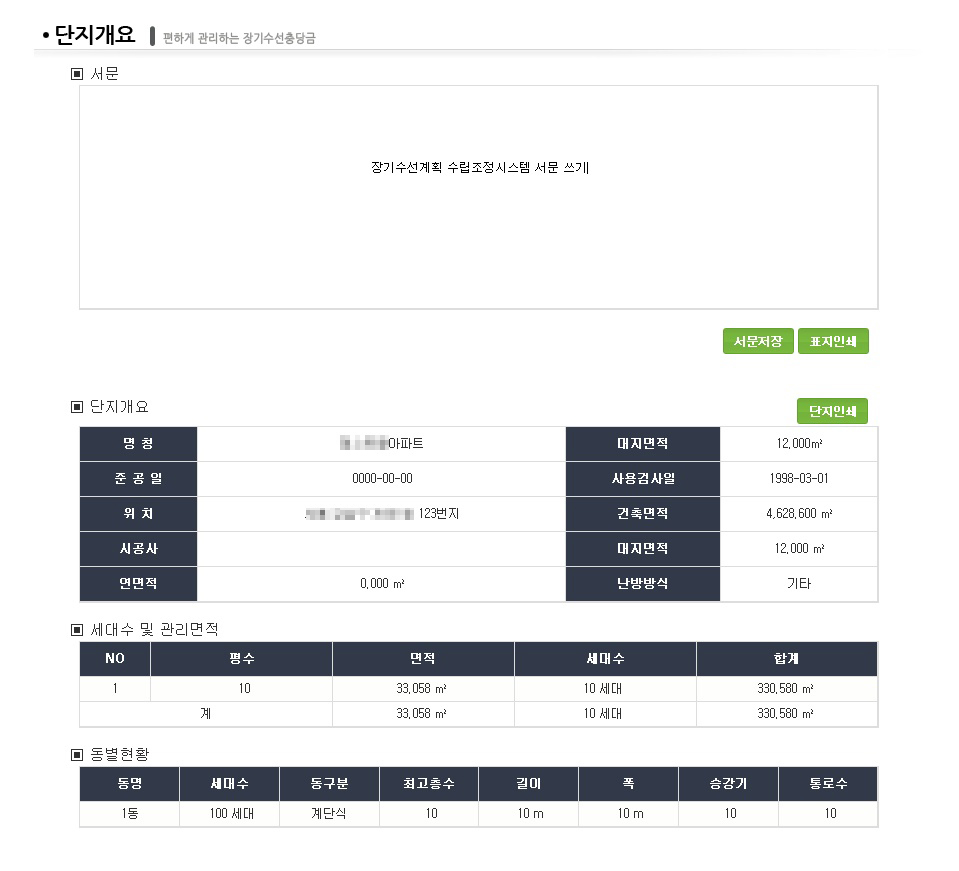 • 단지개요 편하게 관리하는 장기수선충당금
서문
장기수선계획 수립조정시스템 서문 쓰기
서문저장 표지인쇄
단지개요 단지인쇄
명 칭 아파트 대지면적 12,000㎡
준 공 일 0000-00-00 사용검사일 1998-03-01
위 치 123번지 건축면적 4,628,600 ㎡
시공사 대지면적 12,000 ㎡
연면적 0,000 ㎡ 난방방식 기타
세대수 및 관리면적
NO 평수 면적 세대수 합계
1 10 33,058 ㎡ 10 세대 330,580 ㎡
계 33,058 ㎡ 10 세대 330,580 ㎡
동별현황
동명 세대수 동구분 최고층수 길이 폭 승강기 통로수
1동 100 세대 계단식 10 10 m 10 m 10 10